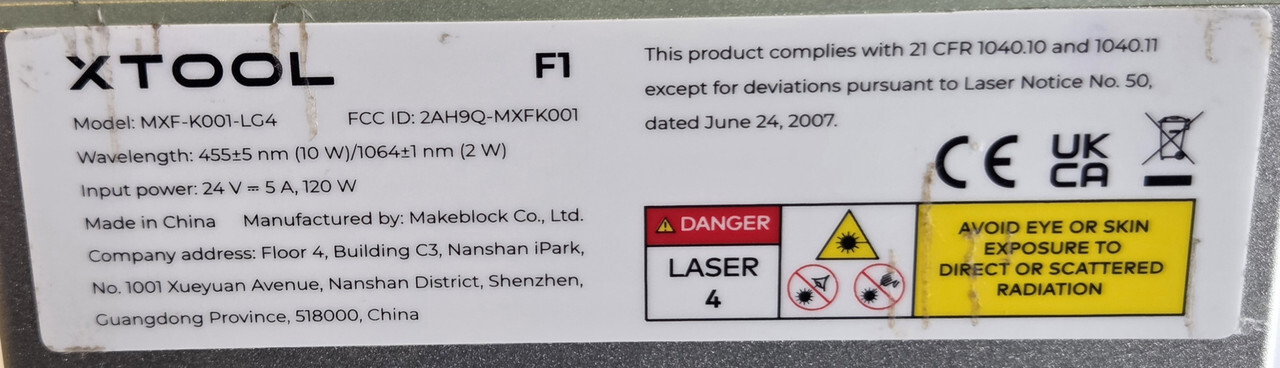 XTOOL F1
Model: MXF-K001-LG4 FCC ID: 2AH9Q-MXFK001
Wavelength: 455±5 nm (10 W)/1064±1 nm (2 W)
Input power: 24 V ⎓ 5 A, 120 W
Made in China Manufactured by: Makeblock Co., Ltd.
Company address: Floor 4, Building C3, Nanshan iPark,
No. 1001 Xueyuan Avenue, Nanshan District, Shenzhen,
Guangdong Province, 518000, China
This product complies with 21 CFR 1040.10 and 1040.11
except for deviations pursuant to Laser Notice No. 50,
dated June 24, 2007.
CE UK
CA
DANGER
LASER
4
AVOID EYE OR SKIN
EXPOSURE TO
DIRECT OR SCATTERED
RADIATION